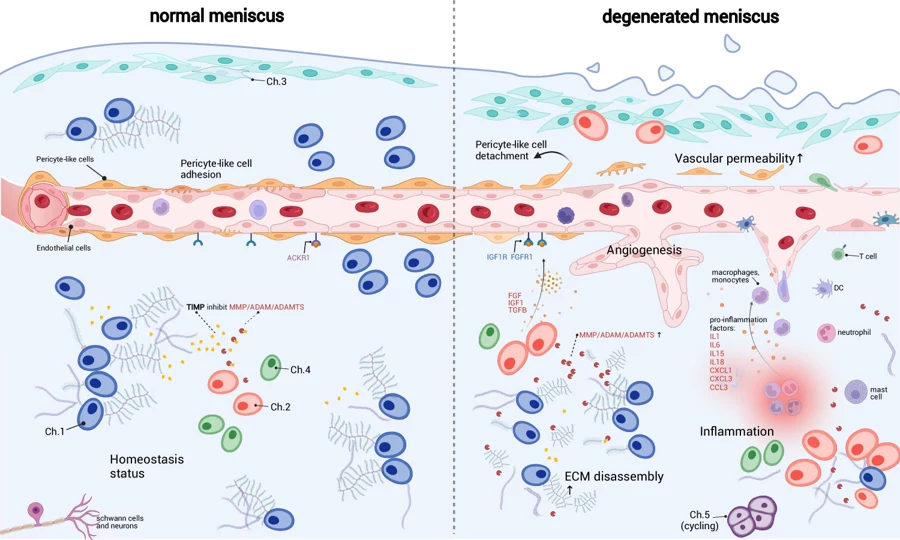 normal meniscus
degenerated meniscus
Ch.3
Pericyte-like cells
Pericyte-like cell
adhesion
Endothelial cells
ACKR1
TIMP inhibit MMP/ADAM/ADAMTS
Ch.4
Ch.2
Ch.1
Homeostasis
status
schwann cells
and neurons
Pericyte-like cell
detachment
Vascular permeability↑
IGF1R FGFR1
Angiogenesis
T cell
macrophages,
monocytes
DC
FGF
IGF1
TGFB
pro-inflammation
factors:
IL1
IL6
IL15
IL18
CXCL1
CXCL3
CCL3
neutrophil
MMP/ADAM/ADAMTS ↑
mast
cell
Inflammation
ECM disassembly
↑
Ch.5
(cycling)